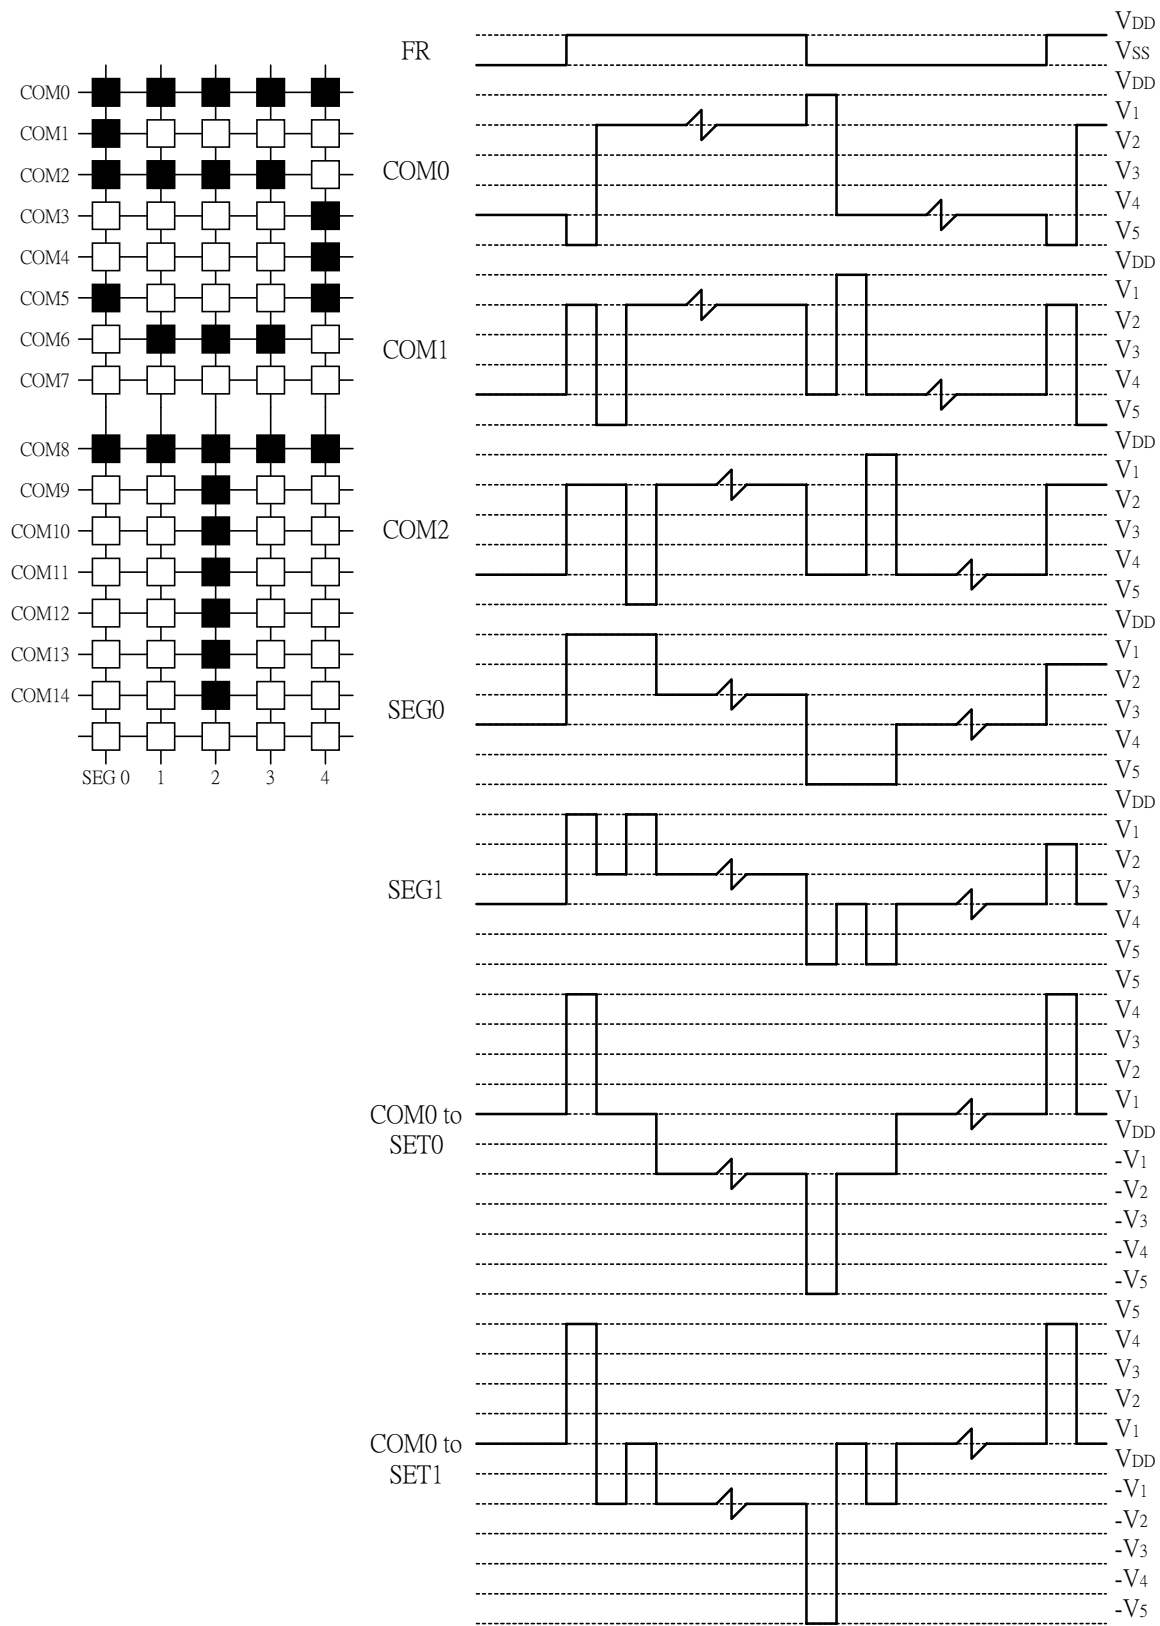 COM0
COM1
COM2
COM3
COM4
COM5
COM6
COM7
COM8
COM9
COM10
COM11
COM12
COM13
COM14
SEG 0 1 2 3 4
FR
VDD
VSS
COM0
VDD
V1
V2
V3
V4
V5
COM1
VDD
V1
V2
V3
V4
V5
COM2
VDD
V1
V2
V3
V4
V5
SEG0
VDD
V1
V2
V3
V4
V5
SEG1
VDD
V1
V2
V3
V4
V5
COM0 to
SET0
V5
V4
V3
V2
V1
VDD
-V1
-V2
-V3
-V4
-V5
COM0 to
SET1
V5
V4
V3
V2
V1
VDD
-V1
-V2
-V3
-V4
-V5